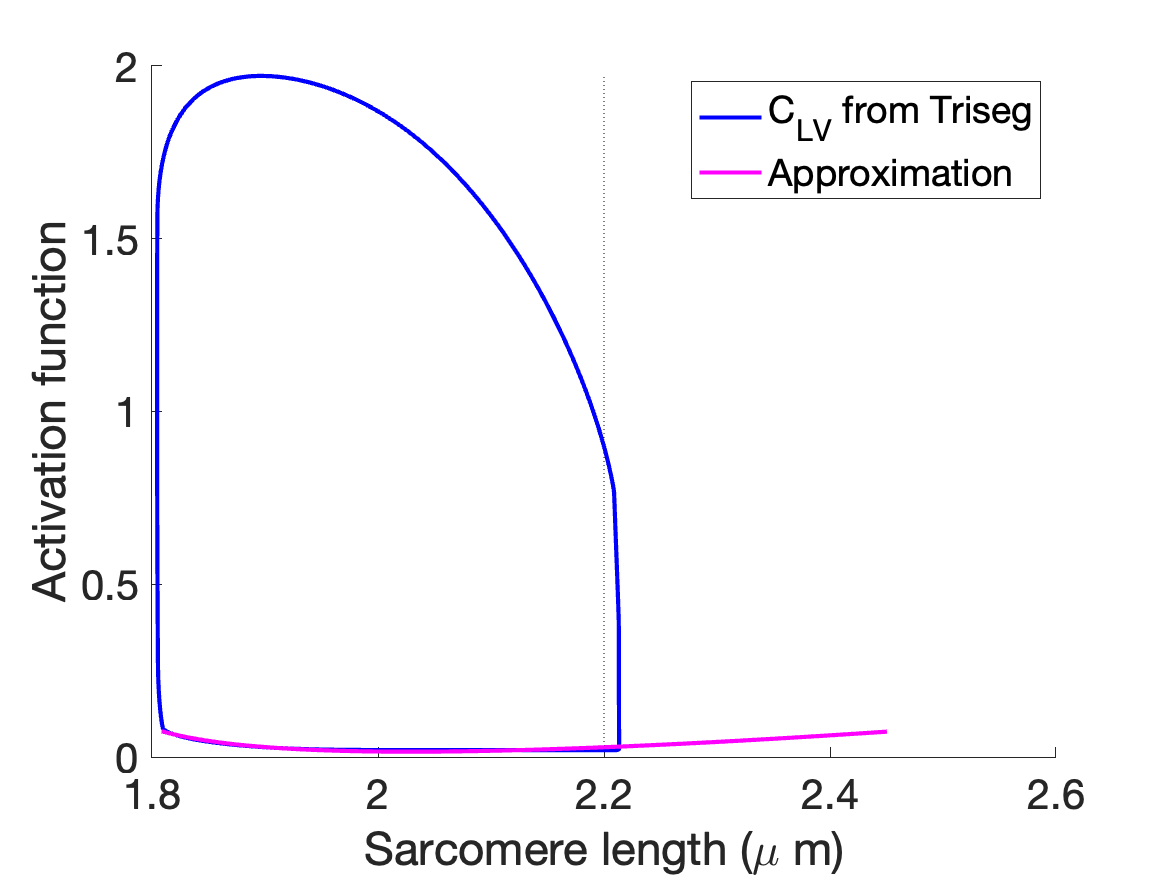 2
1.5
1
0.5
0
1.8
2
2.2
2.4
2.6
Activation function
Sarcomere length (μ m)
C_LV from Triseg
Approximation